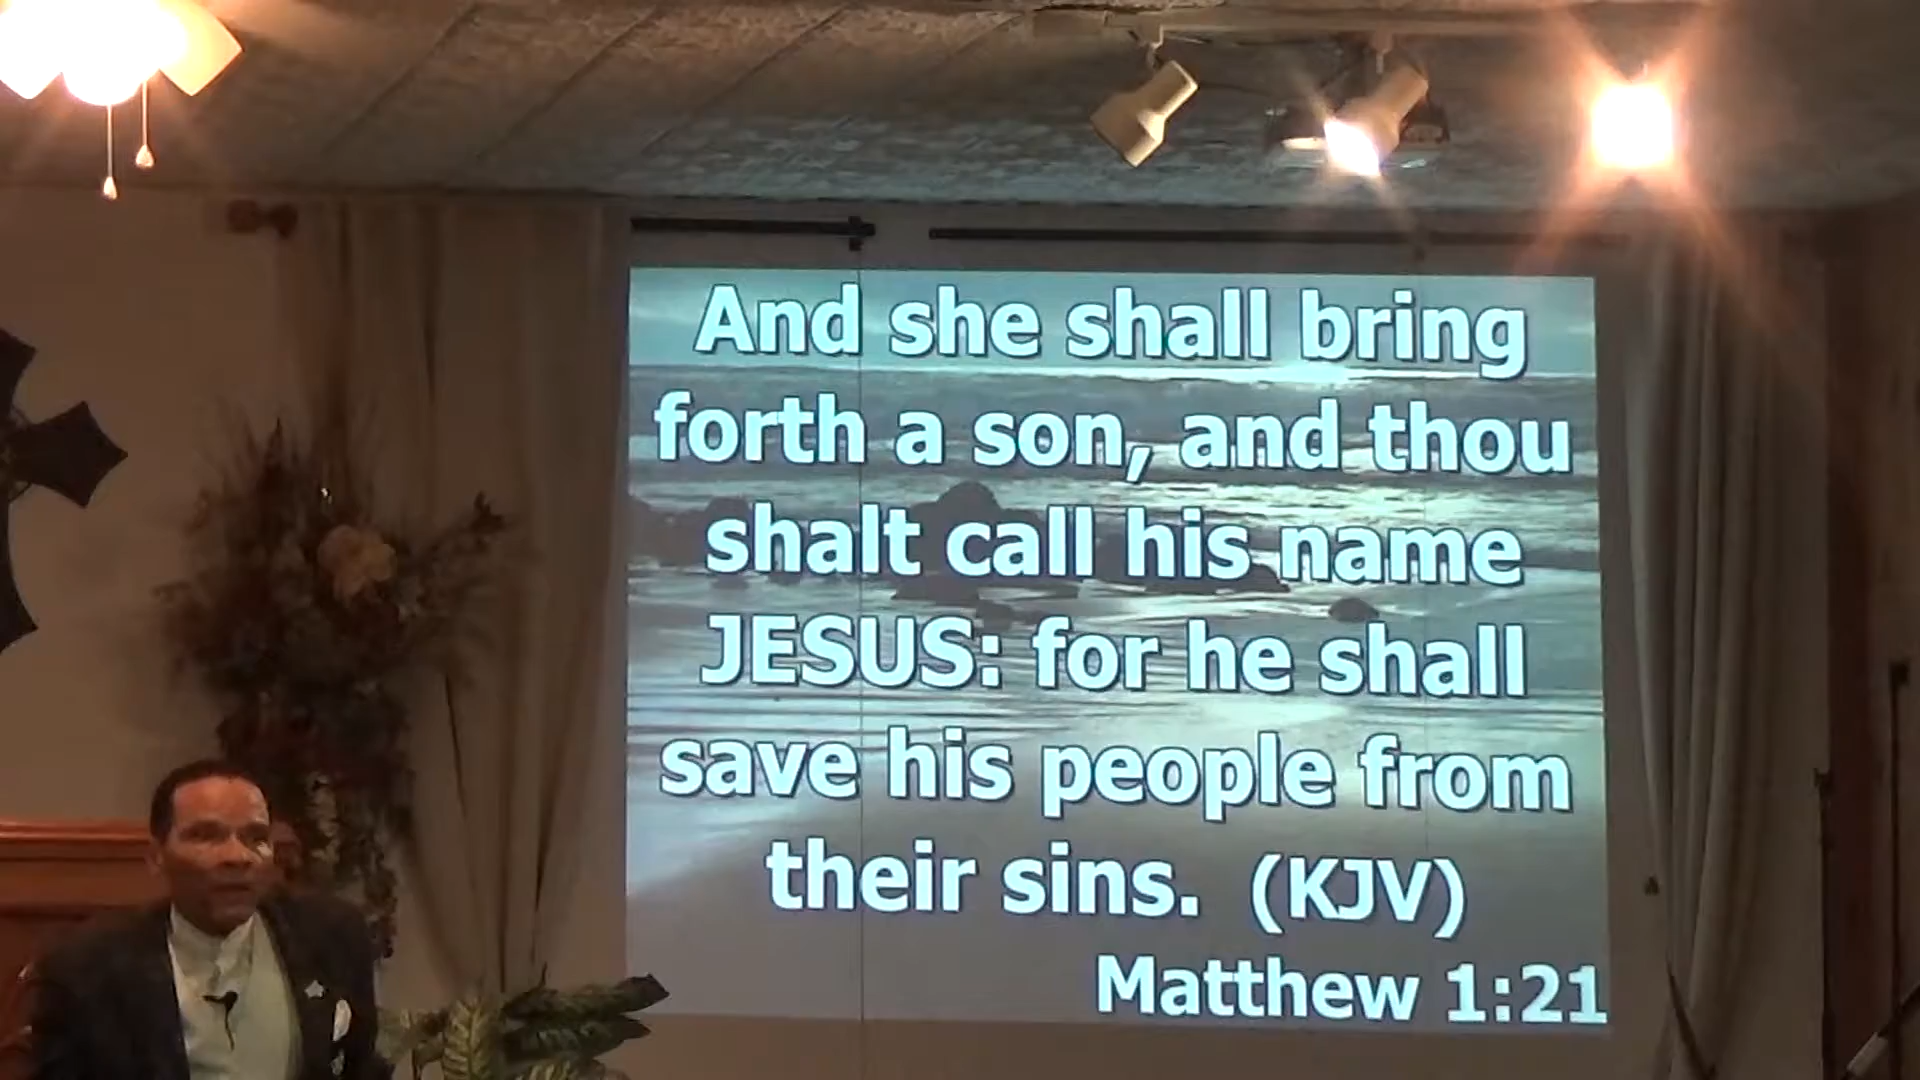 And she shall bring
forth a son, and thou
shalt call his name
JESUS: for he shall
save his people from
their sins. (KJV)
Matthew 1:21